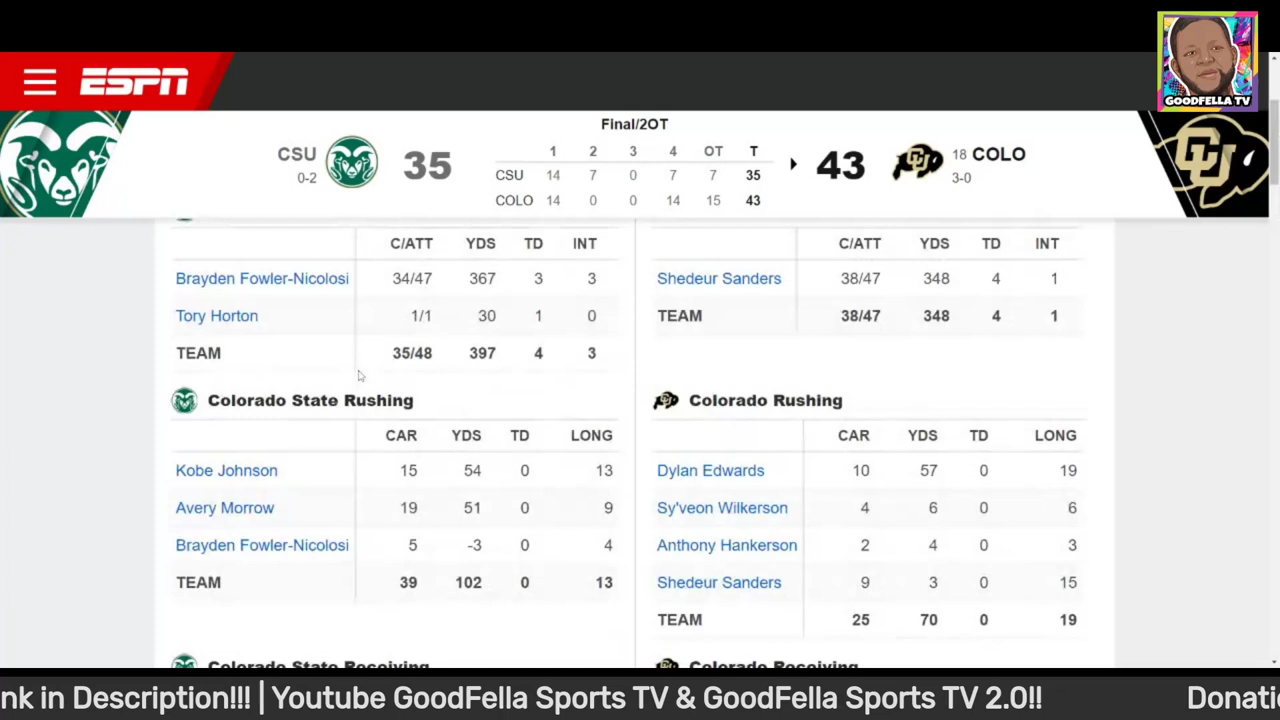 GOODFELLA TV
ESPN
Final/2OT
1 2 3 4 OT T
CSU 14 7 0 7 7 35
COLO 14 0 0 14 15 43
CSU
0-2
35
43
18 COLO
3-0
C/ATT YDS TD INT
Brayden Fowler-Nicolosi 34/47 367 3 3
Tory Horton 1/1 30 1 0
TEAM 35/48 397 4 3
C/ATT YDS TD INT
Shedeur Sanders 38/47 348 4 1
TEAM 38/47 348 4 1
Colorado State Rushing
CAR YDS TD LONG
Kobe Johnson 15 54 0 13
Avery Morrow 19 51 0 9
Brayden Fowler-Nicolosi 5 -3 0 4
TEAM 39 102 0 13
Colorado Rushing
CAR YDS TD LONG
Dylan Edwards 10 57 0 19
Sy'veon Wilkerson 4 6 0 6
Anthony Hankerson 2 4 0 3
Shedeur Sanders 9 3 0 15
TEAM 25 70 0 19
Colorado State Receiving
Colorado Receiving
nk in Description!!! | Youtube GoodFella Sports TV & GoodFella Sports TV 2.0!! Donati